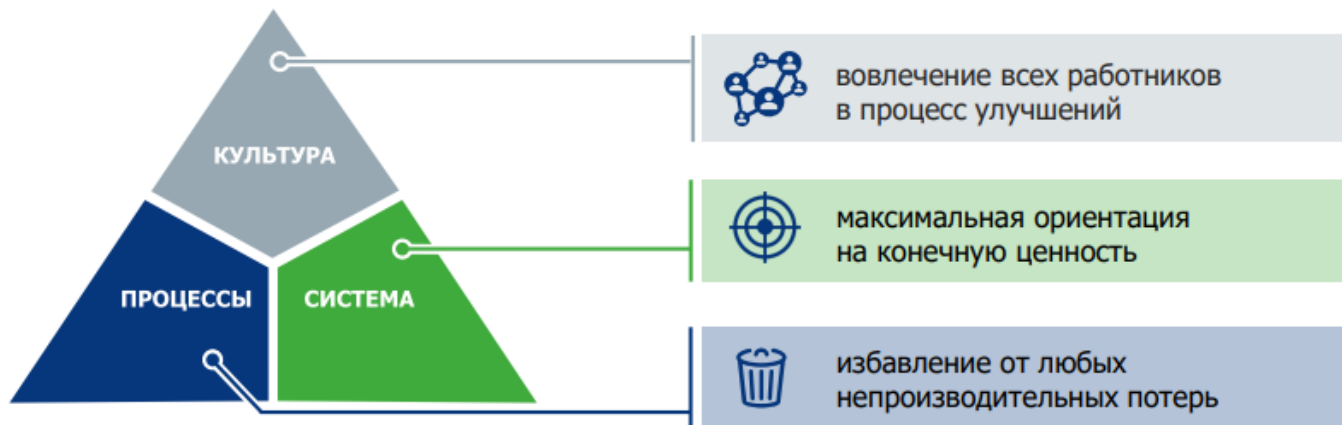 КУЛЬТУРА
ПРОЦЕССЫ
СИСТЕМА
вовлечение всех работников
в процесс улучшений
максимальная ориентация
на конечную ценность
избавление от любых
непроизводительных потерь